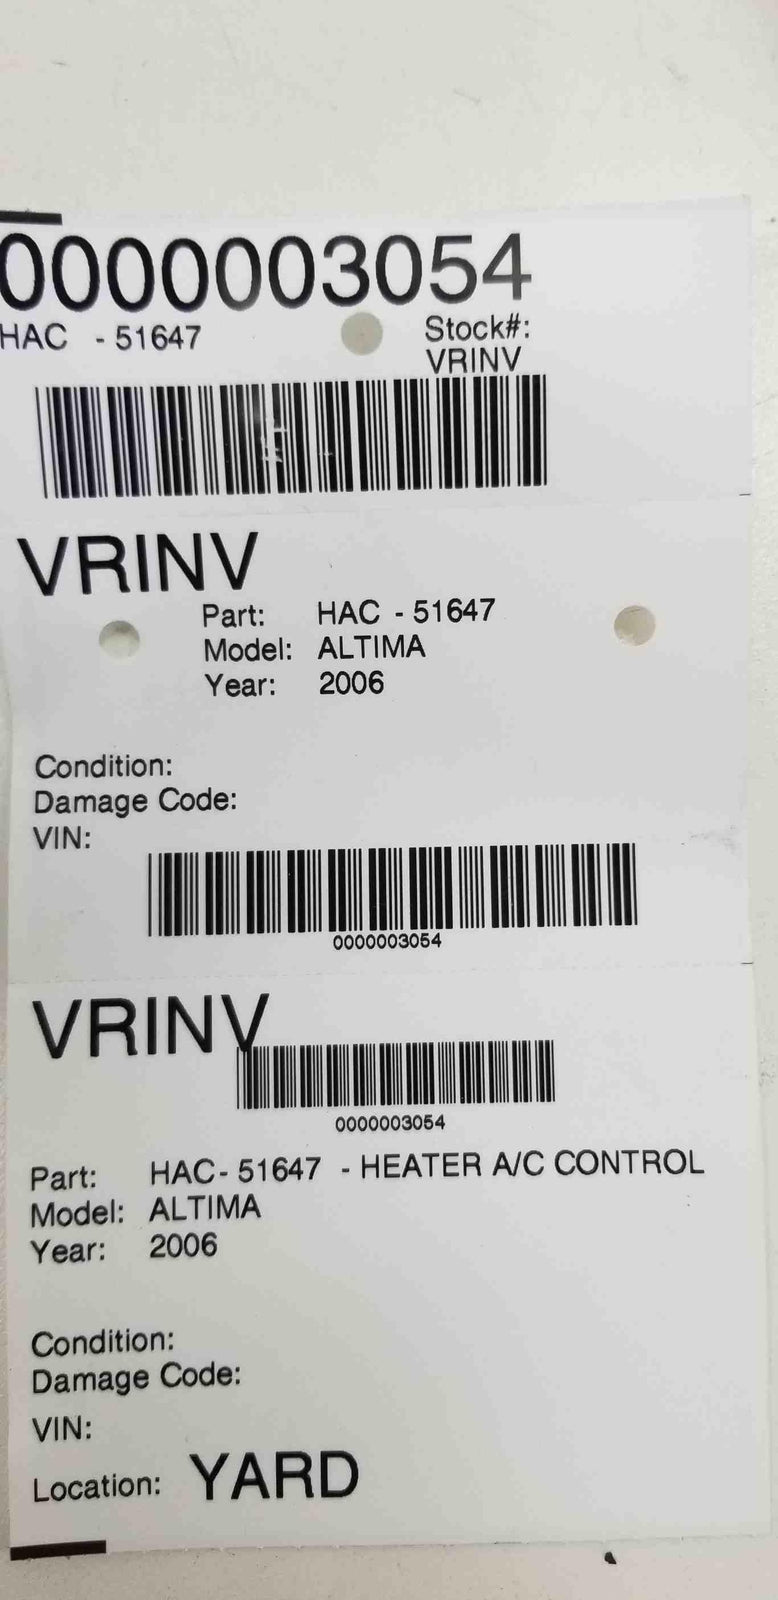 0000003054
HAC - 51647
Stock#:
VRINV
VRINV
Part: HAC - 51647
Model: ALTIMA
Year: 2006
Condition:
Damage Code:
VIN:
0000003054
VRINV
0000003054
Part: HAC- 51647 - HEATER A/C CONTROL
Model: ALTIMA
Year: 2006
Condition:
Damage Code:
VIN:
Location: YARD